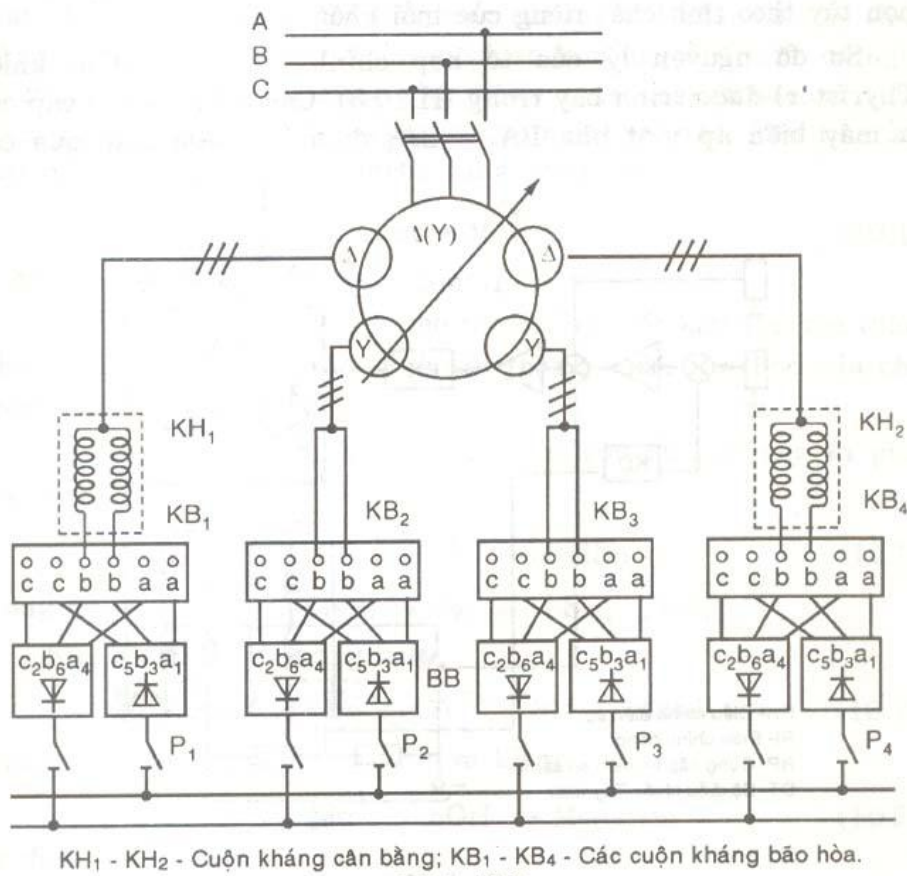 A
B
C
Δ
Δ(Y)
Δ
Y
Y
KH₁
KH₂
KB₁
KB₂
KB₃
KB₄
c c b b a a
c c b b a a
c c b b a a
c c b b a a
c₂b₆a₄ c₅b₃a₁
c₂b₆a₄ c₅b₃a₁
BB
c₂b₆a₄ c₅b₃a₁
c₂b₆a₄ c₅b₃a₁
P₁
P₂
P₃
P₄
KH₁ - KH₂ - Cuộn kháng cân bằng; KB₁ - KB₄ - Các cuộn kháng bão hòa.